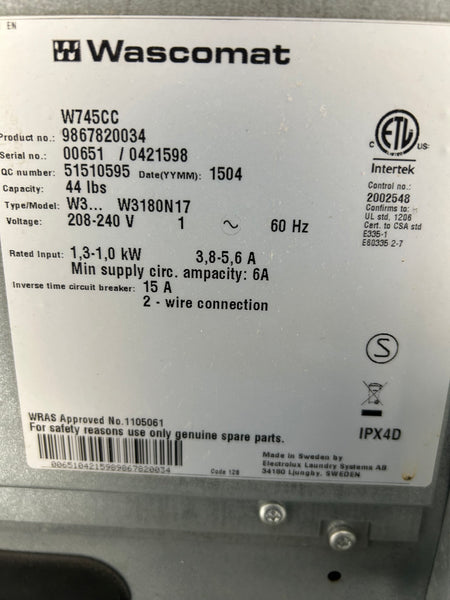 EN
Wascomat
W745CC
Product no.: 9867820034
Serial no.: 00651 / 0421598
QC number: 51510595 Date(YYMM): 1504
Capacity: 44 lbs
Type/Model: W3... W3180N17
Voltage: 208-240 V 1 ~ 60 Hz
Rated Input: 1,3-1,0 kW 3,8-5,6 A
Min supply circ. ampacity: 6A
Inverse time circuit breaker: 15 A
2 - wire connection
C ETL US
Intertek
Control no.:
2002548
Confirms to:
UL std, 1206
Cert. to CSA std
E335-1
E60335 2-7
S
IPX4D
WRAS Approved No.1105061
For safety reasons use only genuine spare parts.
0065104215989867820034
Code 128
Made in Sweden by
Electrolux Laundry Systems AB
34180 Ljungby, SWEDEN